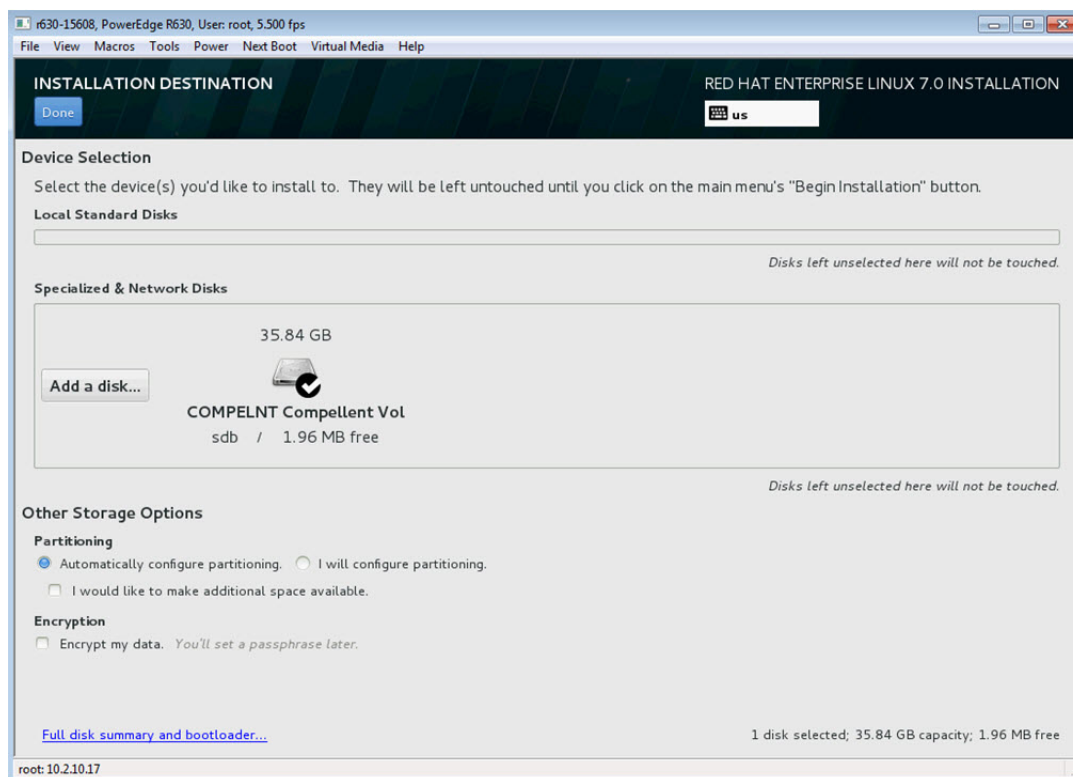 r630-15608, PowerEdge R630, User: root, 5.500 fps
File View Macros Tools Power Next Boot Virtual Media Help
INSTALLATION DESTINATION
RED HAT ENTERPRISE LINUX 7.0 INSTALLATION
Done
us
Device Selection
Select the device(s) you'd like to install to. They will be left untouched until you click on the main menu's "Begin Installation" button.
Local Standard Disks
Disks left unselected here will not be touched.
Specialized & Network Disks
35.84 GB
Add a disk...
COMPELNT Compellent Vol
sdb / 1.96 MB free
Disks left unselected here will not be touched.
Other Storage Options
Partitioning
Automatically configure partitioning. I will configure partitioning.
I would like to make additional space available.
Encryption
Encrypt my data. You'll set a passphrase later.
Full disk summary and bootloader...
1 disk selected; 35.84 GB capacity; 1.96 MB free
root: 10.2.10.17